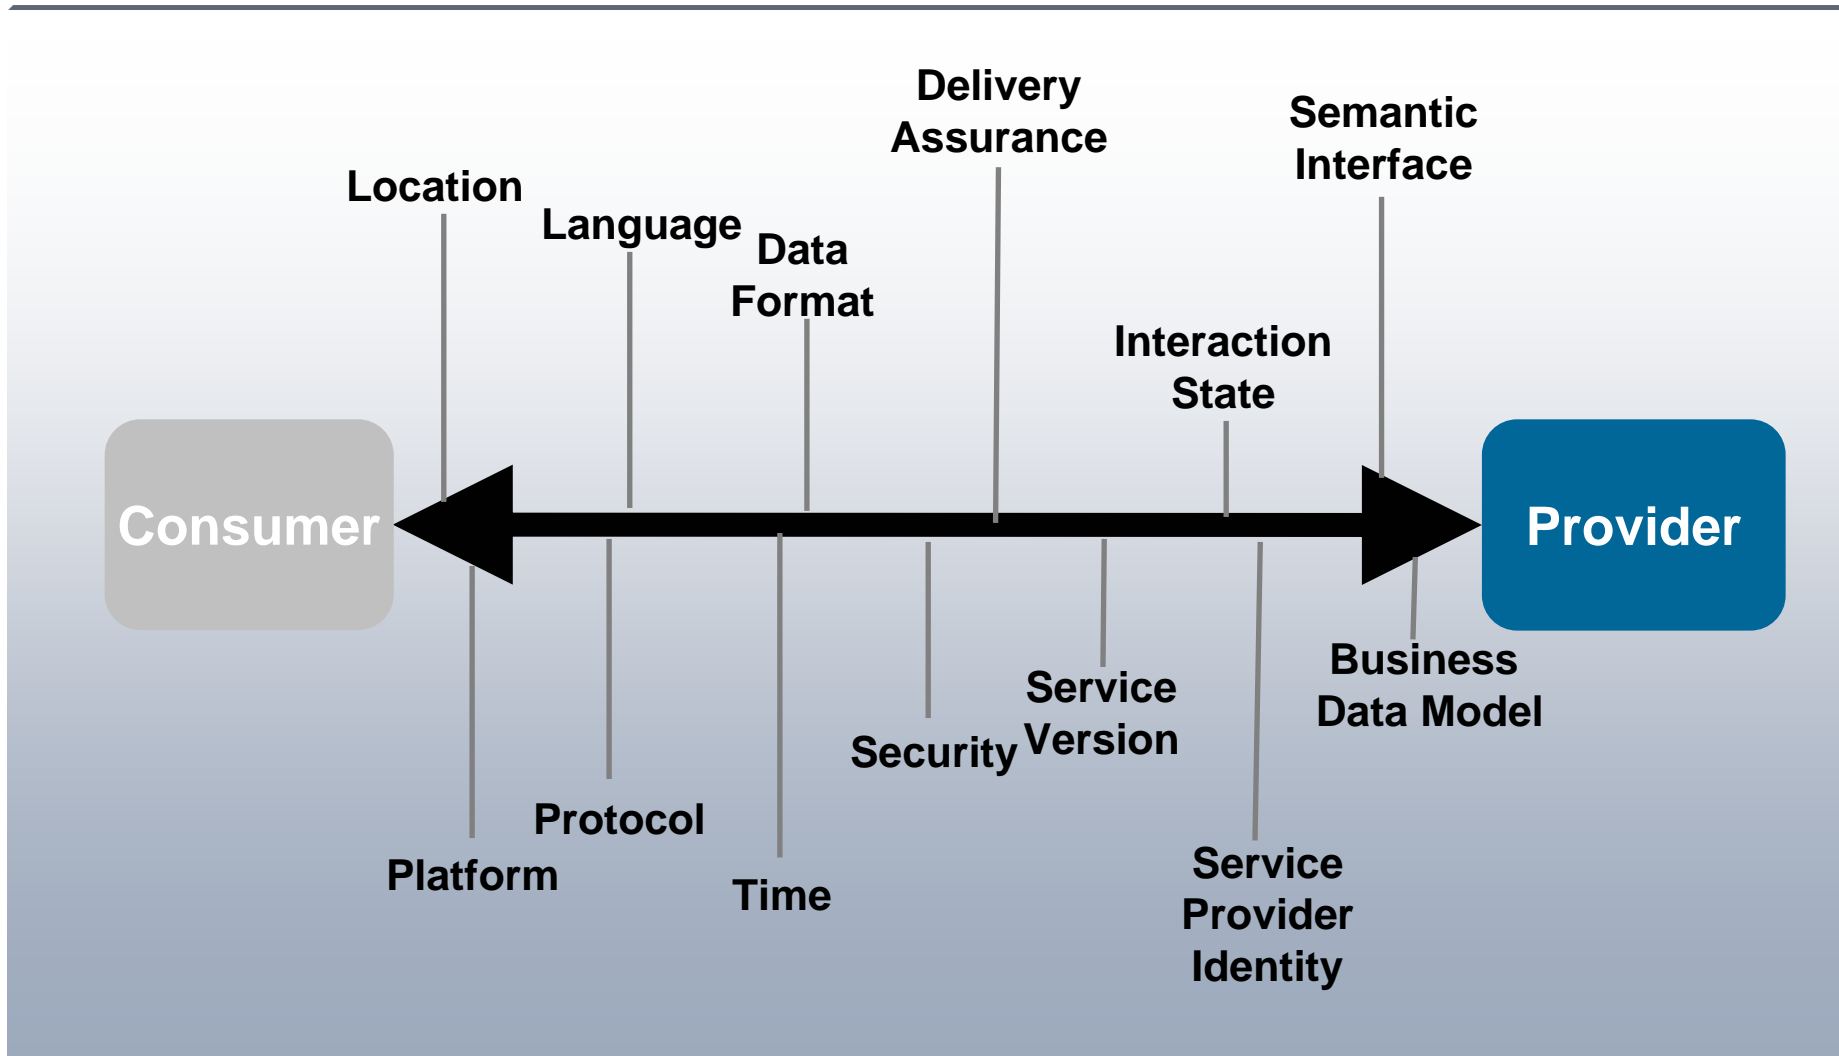 Delivery
Assurance
Semantic
Interface
Location
Language
Data
Format
Interaction
State
Consumer
Provider
Business
Data Model
Service
Version
Security
Protocol
Platform
Time
Service
Provider
Identity